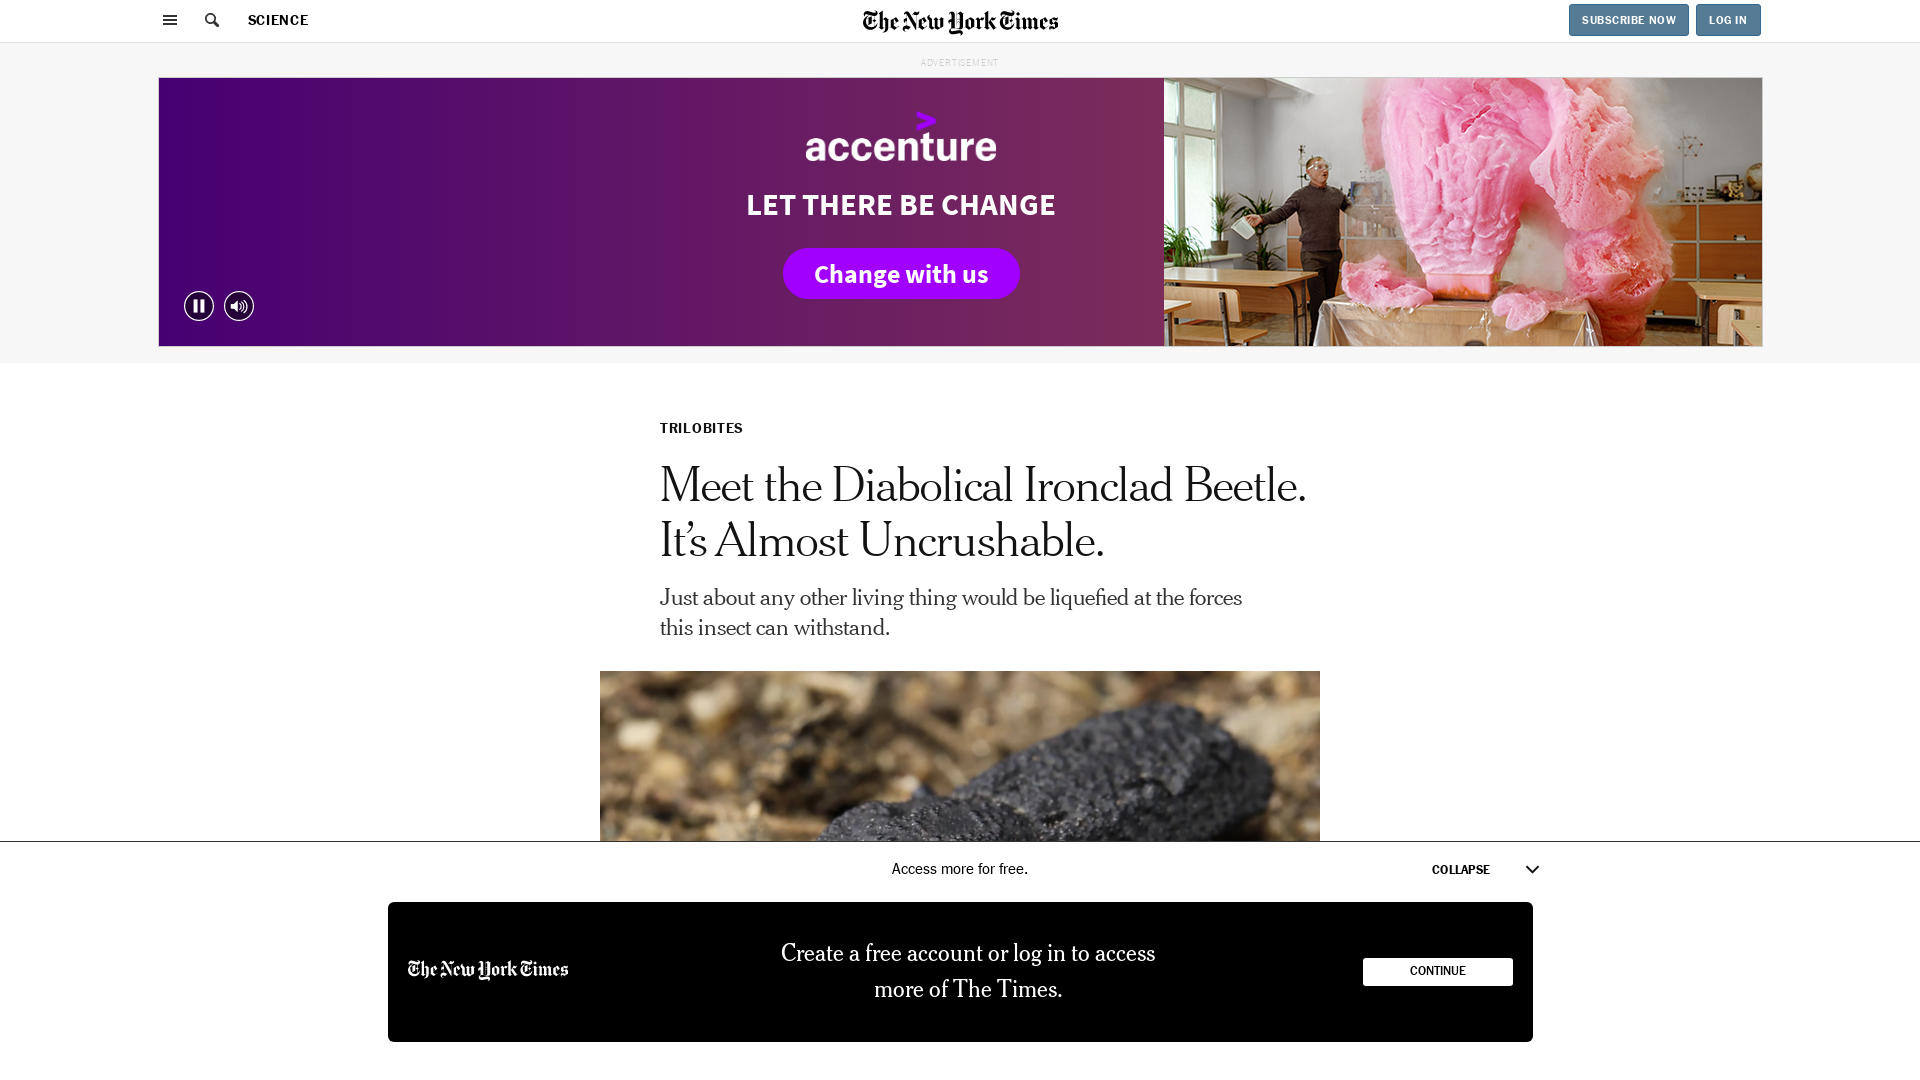 SCIENCE
The New York Times
SUBSCRIBE NOW
LOG IN
ADVERTISEMENT
accenture
LET THERE BE CHANGE
Change with us
TRILOBITES
Meet the Diabolical Ironclad Beetle.
It’s Almost Uncrushable.
Just about any other living thing would be liquefied at the forces
this insect can withstand.
Access more for free.
COLLAPSE
The New York Times
Create a free account or log in to access
more of The Times.
CONTINUE